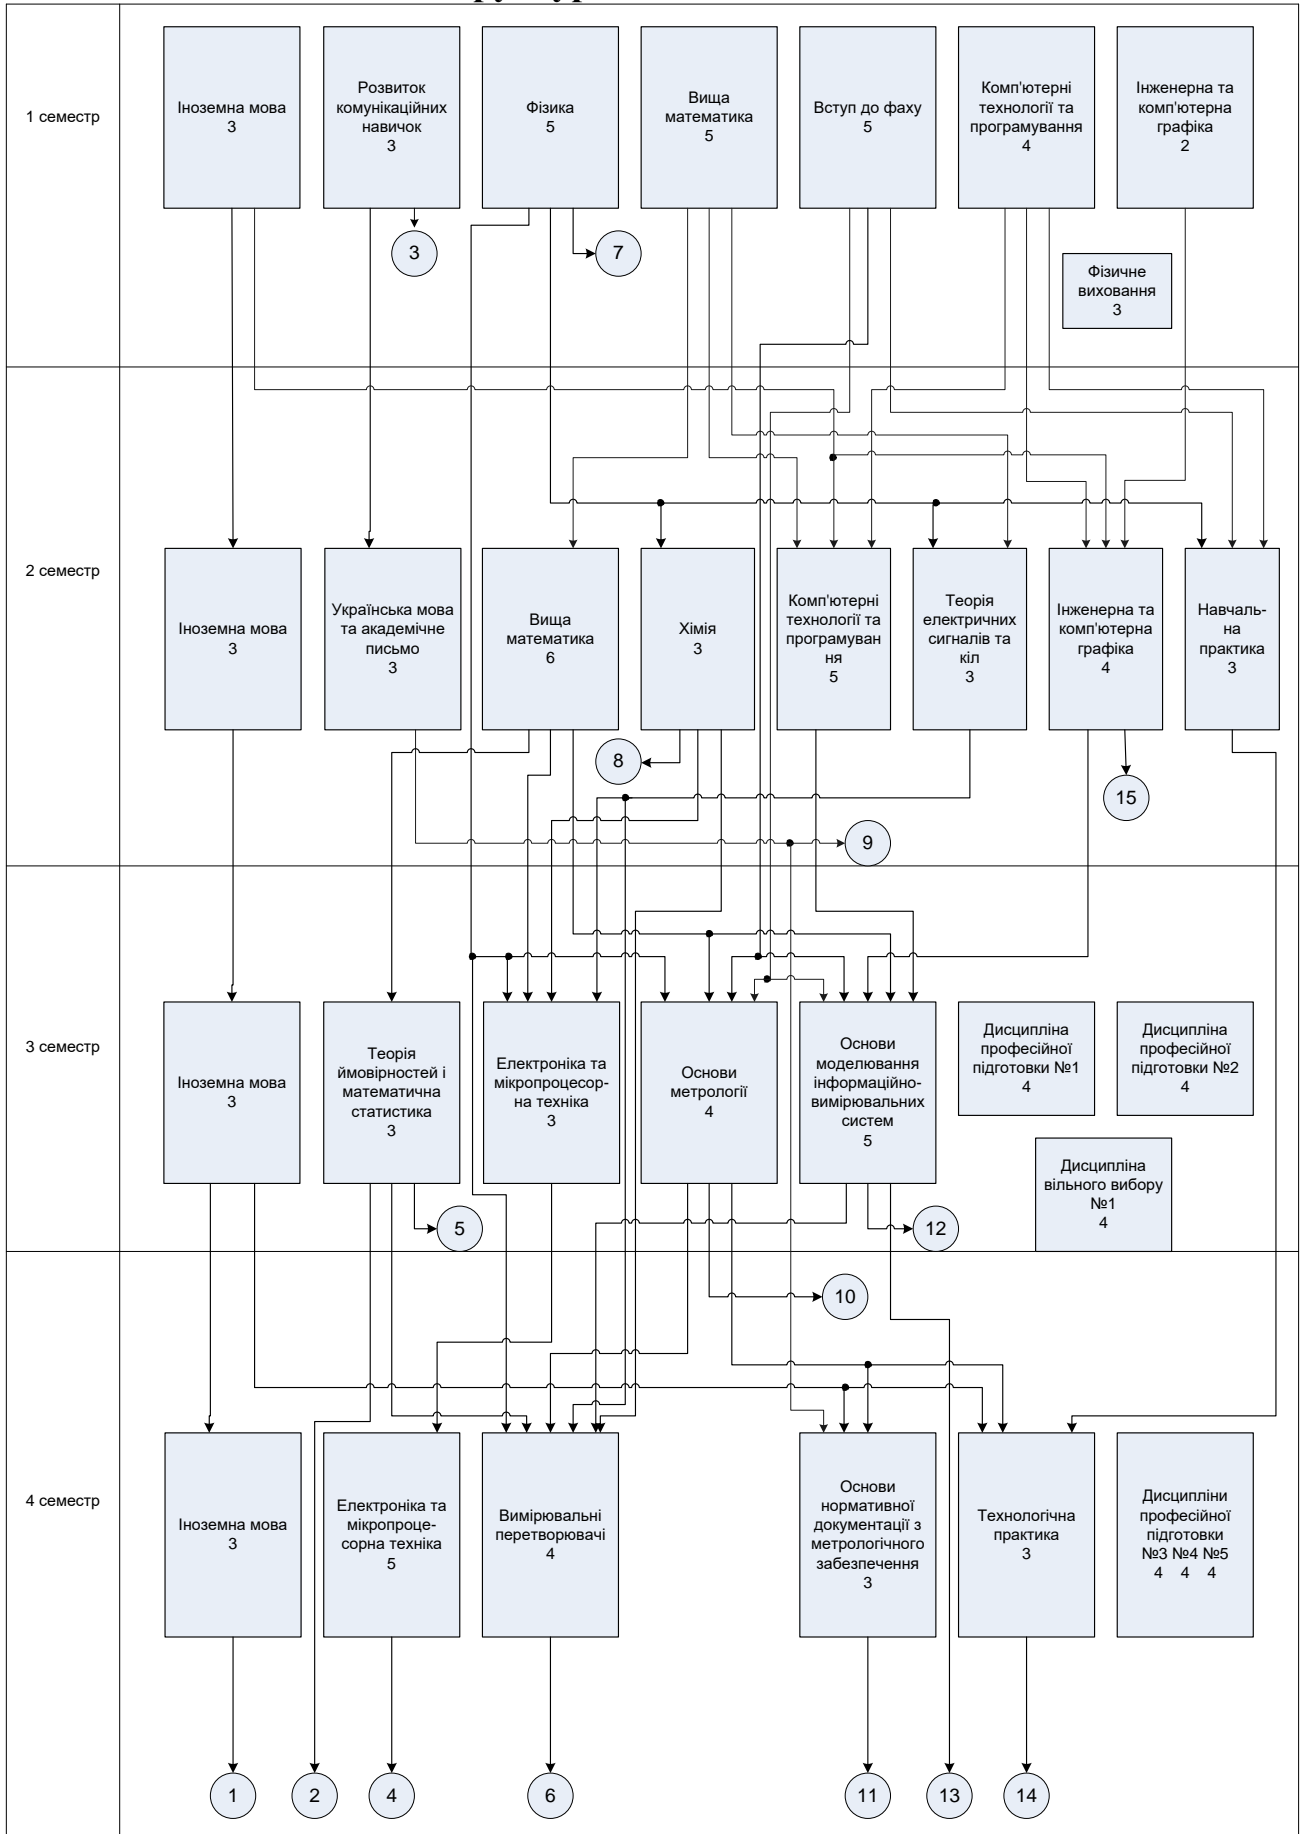 1 семестр
Іноземна мова
3
Розвиток
комунікаційних
навичок
3
Фізика
5
Вища
математика
5
Вступ до фаху
5
Комп'ютерні
технології та
програмування
4
Інженерна та
комп'ютерна
графіка
2
3
7
Фізичне
виховання
3
2 семестр
Іноземна мова
3
Українська мова
та академічне
письмо
3
Вища
математика
6
Хімія
3
Комп'ютерні
технології та
програмуван
ня
5
Теорія
електричних
сигналів та
кіл
3
Інженерна та
комп'ютерна
графіка
4
Навчаль-
на
практика
3
8
15
9
3 семестр
Іноземна мова
3
Теорія
ймовірностей і
математична
статистика
3
Електроніка та
мікропроцесор-
на техніка
3
Основи
метрології
4
Основи
моделювання
інформаційно-
вимірювальних
систем
5
Дисципліна
професійної
підготовки №1
4
Дисципліна
професійної
підготовки №2
4
Дисципліна
вільного вибору
№1
4
5
12
10
4 семестр
Іноземна мова
3
Електроніка та
мікропроце-
сорна техніка
5
Вимірювальні
перетворювачі
4
Основи
нормативної
документації з
метрологічного
забезпечення
3
Технологічна
практика
3
Дисципліни
професійної
підготовки
№3 №4 №5
4 4 4
1
2
4
6
11
13
14